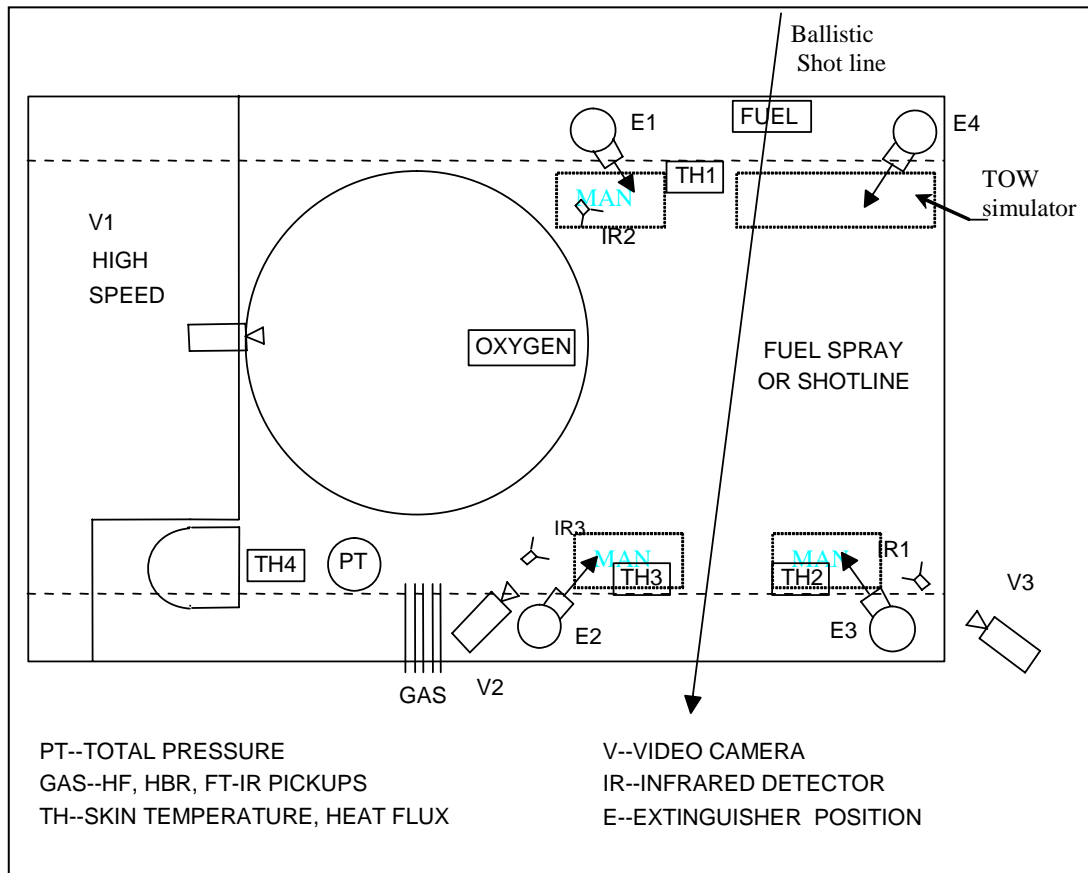 Ballistic
Shot line
E1
FUEL
E4
TH1
MAN
TOW
simulator
V1
HIGH
SPEED
IR2
OXYGEN
FUEL SPRAY
OR SHOTLINE
IR3
MAN
MAN
IR1
TH4
PT
TH3
TH2
V3
E2
E3
V2
GAS
PT--TOTAL PRESSURE
GAS--HF, HBR, FT-IR PICKUPS
TH--SKIN TEMPERATURE, HEAT FLUX
V--VIDEO CAMERA
IR--INFRARED DETECTOR
E--EXTINGUISHER POSITION